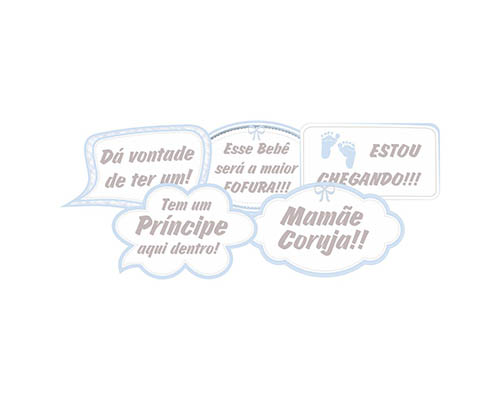 Dá vontade
de ter um!
Esse Bebê
será a maior
FOFURA!!!
ESTOU
CHEGANDO!!!
Tem um
Príncipe
aqui dentro!
Mamãe
Coruja!!